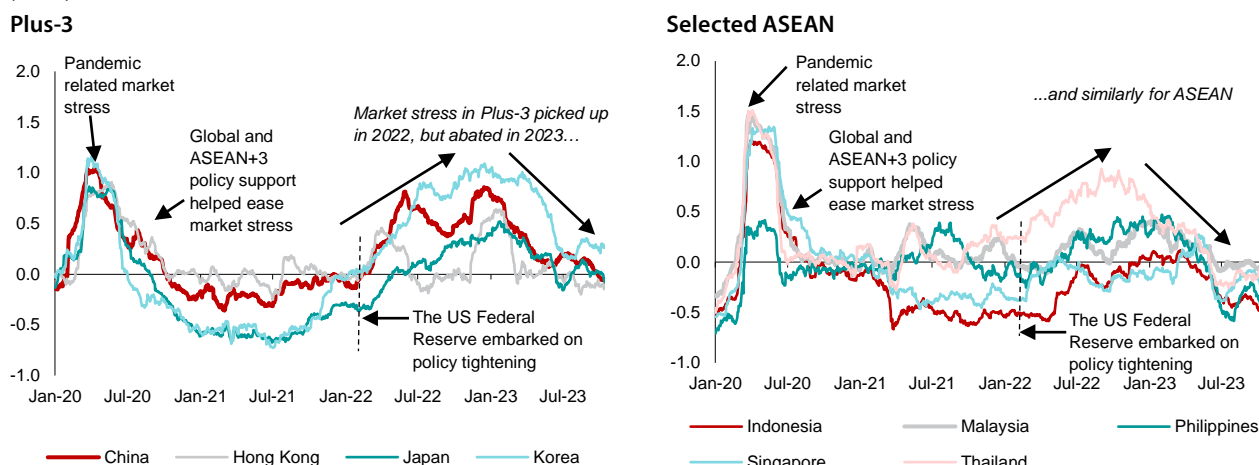 Plus-3
Pandemic
related market
stress
Global and
ASEAN+3
policy support
helped ease
market stress
Market stress in Plus-3 picked up
in 2022, but abated in 2023…
The US Federal
Reserve embarked on
policy tightening
2.0
1.5
1.0
0.5
0.0
-0.5
-1.0
Jan-20 Jul-20 Jan-21 Jul-21 Jan-22 Jul-22 Jan-23 Jul-23
China Hong Kong Japan Korea
Selected ASEAN
Pandemic
related market
stress
Global and
ASEAN+3 policy
support helped
ease market stress
...and similarly for ASEAN
The US Federal
Reserve embarked on
policy tightening
2.0
1.5
1.0
0.5
0.0
-0.5
-1.0
Jan-20 Jul-20 Jan-21 Jul-21 Jan-22 Jul-22 Jan-23 Jul-23
Indonesia Malaysia Philippines
Singapore Thailand